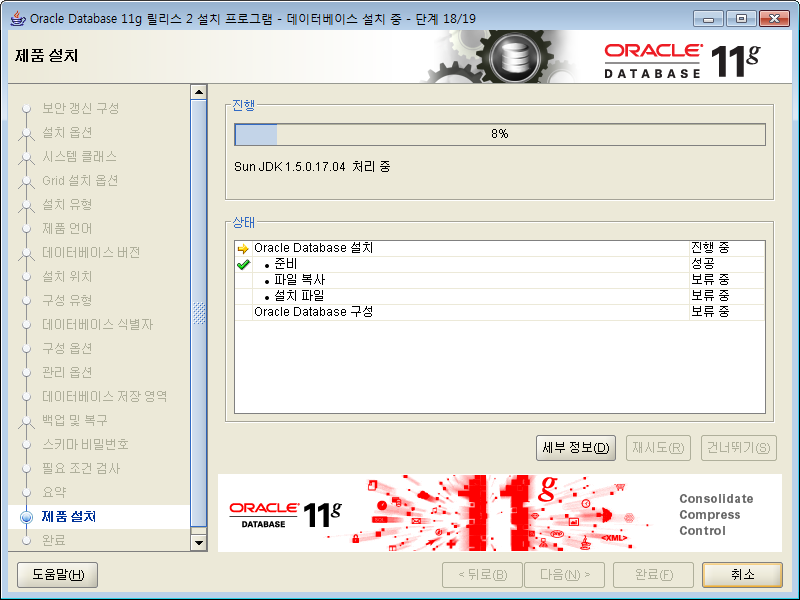 Oracle Database 11g 릴리스 2 설치 프로그램 - 데이터베이스 설치 중 - 단계 18/19
제품 설치
ORACLE 11g
DATABASE
보안 갱신 구성
설치 옵션
시스템 클래스
Grid 설치 옵션
설치 유형
제품 언어
데이터베이스 버전
설치 위치
구성 유형
데이터베이스 식별자
구성 옵션
관리 옵션
데이터베이스 저장 영역
백업 및 복구
스키마 비밀번호
필요 조건 검사
요약
제품 설치
완료
진행
8%
Sun JDK 1.5.0.17.04 처리 중
상태
Oracle Database 설치 진행 중
• 준비 성공
• 파일 복사 보류 중
• 설치 파일 보류 중
Oracle Database 구성 보류 중
세부 정보(D) 재시도(R) 건너뛰기(S)
ORACLE 11g
DATABASE
11g
<XML>
Consolidate
Compress
Control
도움말(H) < 뒤로(B) 다음(N) > 완료(F) 취소